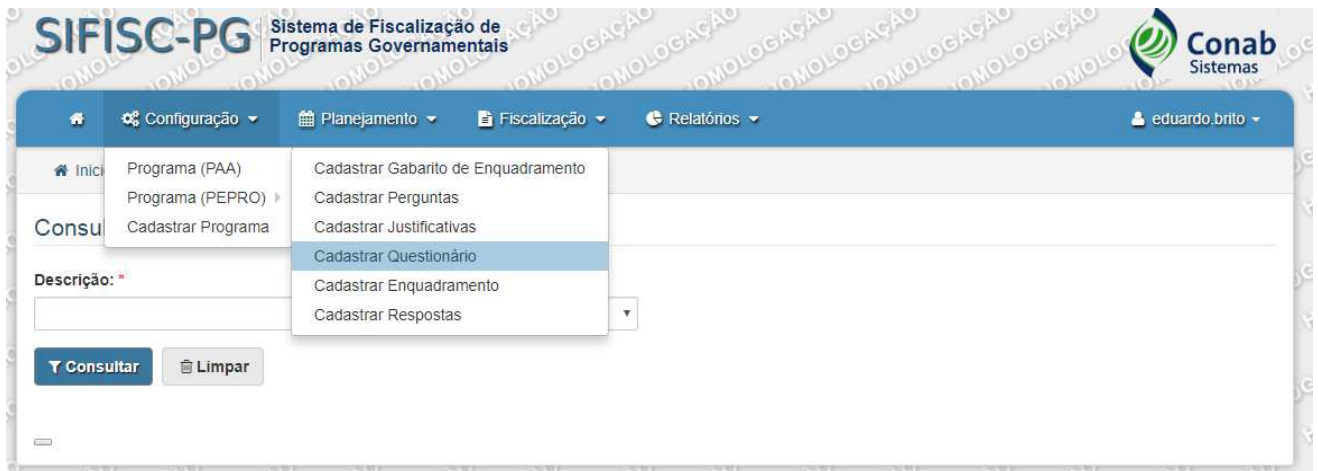 SIFISC-PG
Sistema de Fiscalização de
Programas Governamentais
Conab
Sistemas
HOMOLOGAÇÃO
Configuração
Planejamento
Fiscalização
Relatórios
eduardo.brito
Programa (PAA)
Programa (PEPRO)
Cadastrar Programa
Cadastrar Gabarito de Enquadramento
Cadastrar Perguntas
Cadastrar Justificativas
Cadastrar Questionário
Cadastrar Enquadramento
Cadastrar Respostas
Inici
Consul
Descrição: *
Consultar
Limpar